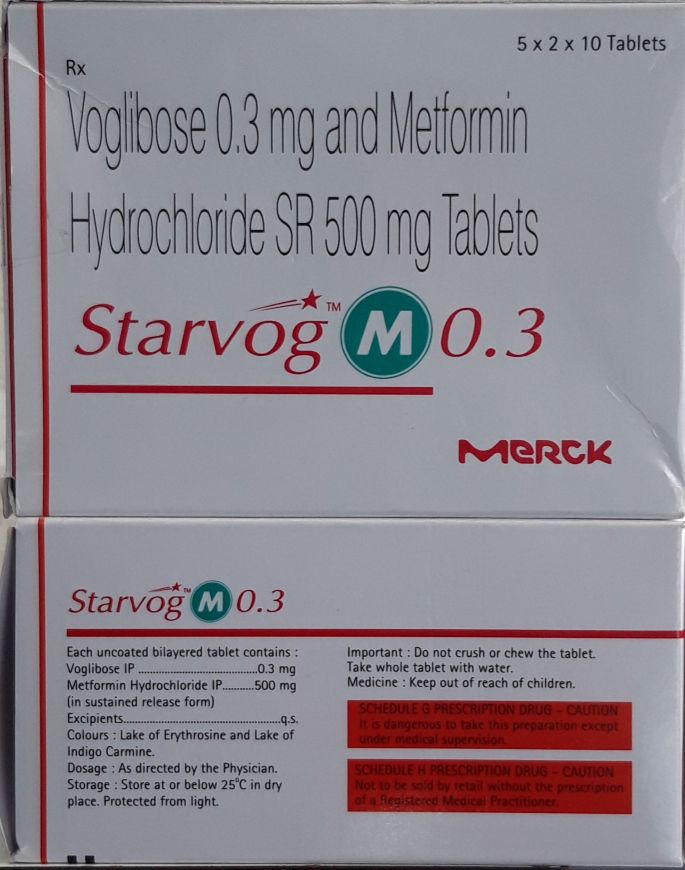 5 x 2 x 10 Tablets
Rx
Voglibose 0.3 mg and Metformin
Hydrochloride SR 500 mg Tablets
Starvog™ M 0.3
MERCK
Starvog™ M 0.3
Each uncoated bilayered tablet contains :
Voglibose IP ......................................0.3 mg
Metformin Hydrochloride IP..........500 mg
(in sustained release form)
Excipients..................................................q.s.
Colours : Lake of Erythrosine and Lake of
Indigo Carmine.
Dosage : As directed by the Physician.
Storage : Store at or below 25°C in dry
place. Protected from light.
Important : Do not crush or chew the tablet.
Take whole tablet with water.
Medicine : Keep out of reach of children.
SCHEDULE G PRESCRIPTION DRUG - CAUTION
It is dangerous to take this preparation except
under medical supervision.
SCHEDULE H PRESCRIPTION DRUG - CAUTION
Not to be sold by retail without the prescription
of a Registered Medical Practitioner.